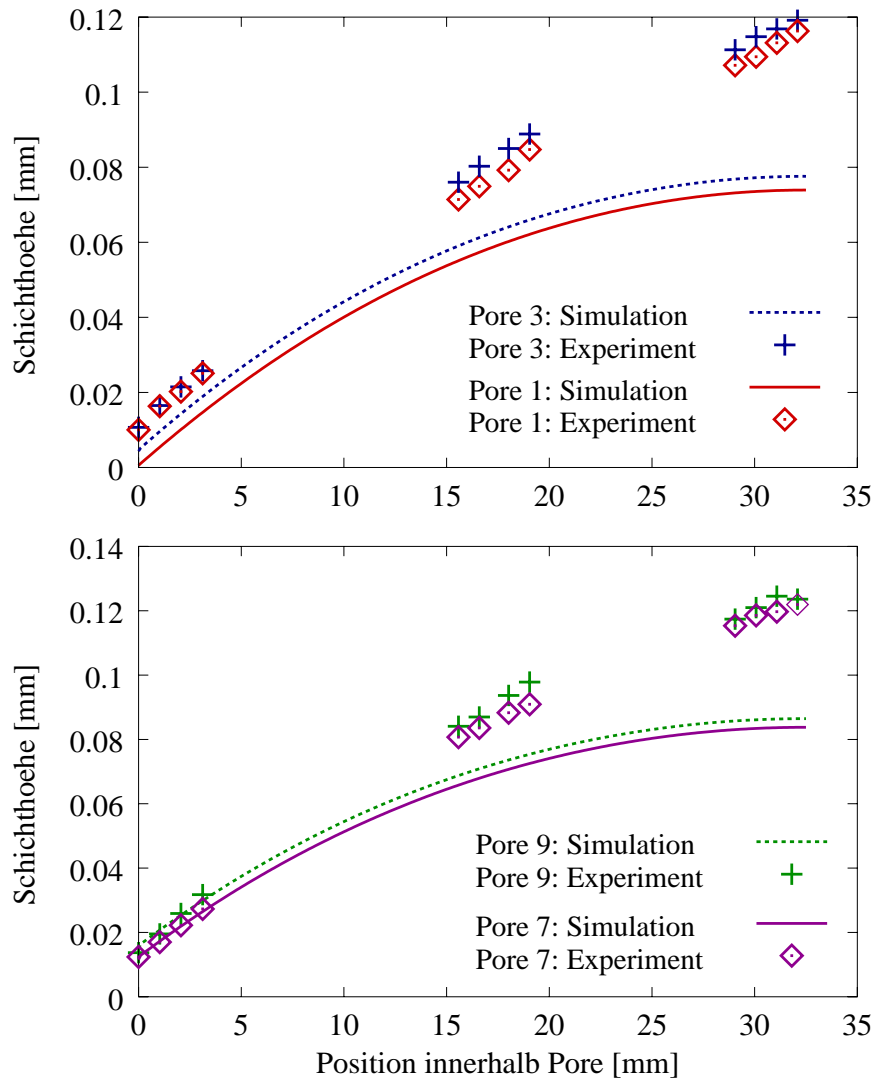 0.12
0.1
0.08
0.06
0.04
0.02
0
Schichthoehe [mm]
Pore 3: Simulation
Pore 3: Experiment
Pore 1: Simulation
Pore 1: Experiment
0 5 10 15 20 25 30 35
0.14
0.12
0.1
0.08
0.06
0.04
0.02
0
Schichthoehe [mm]
Pore 9: Simulation
Pore 9: Experiment
Pore 7: Simulation
Pore 7: Experiment
0 5 10 15 20 25 30 35
Position innerhalb Pore [mm]